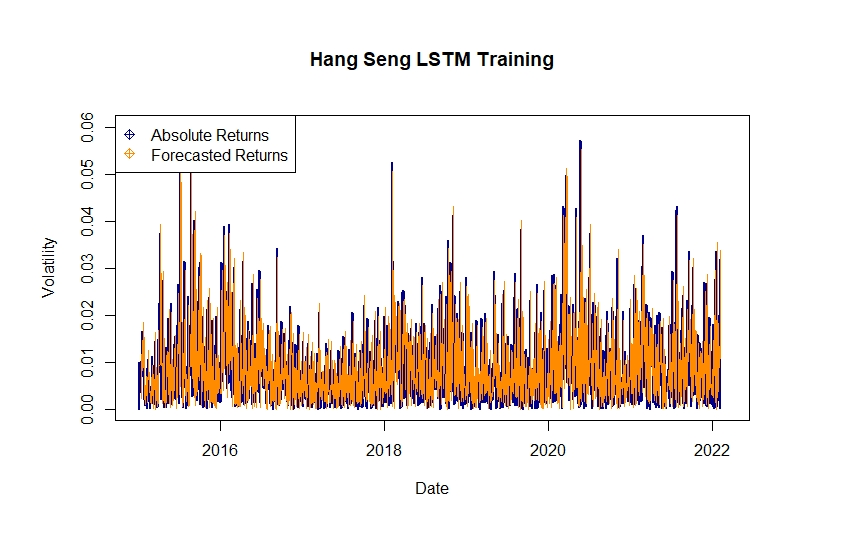 Hang Seng LSTM Training
Absolute Returns
Forecasted Returns
Volatility
0.06
0.05
0.04
0.03
0.02
0.01
0.00
2016 2018 2020 2022
Date